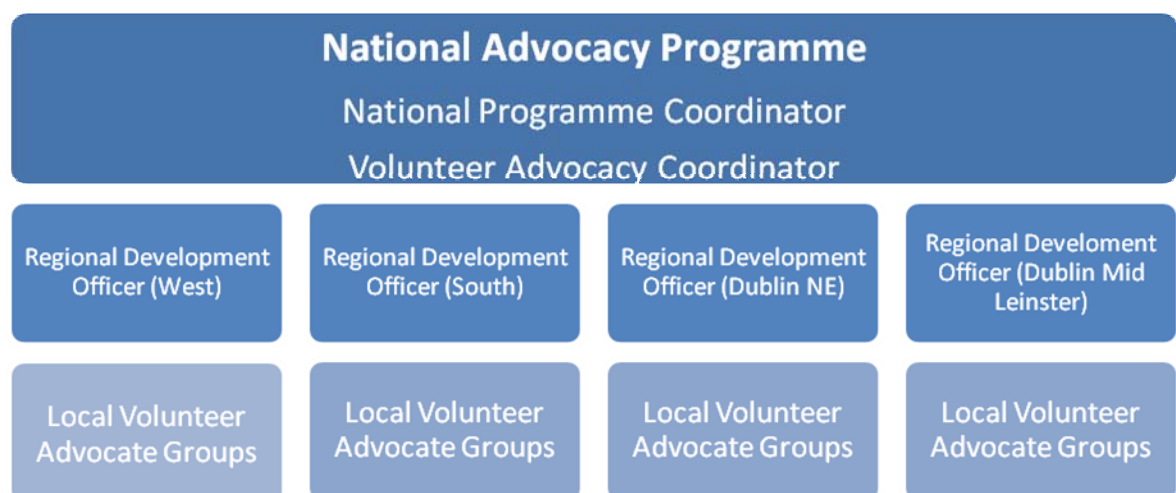 National Advocacy Programme
National Programme Coordinator
Volunteer Advocacy Coordinator
Regional Development
Officer (West)
Regional Development
Officer (South)
Regional Development
Officer (Dublin NE)
Regional Develoment
Officer (Dublin Mid
Leinster)
Local Volunteer
Advocate Groups
Local Volunteer
Advocate Groups
Local Volunteer
Advocate Groups
Local Volunteer
Advocate Groups